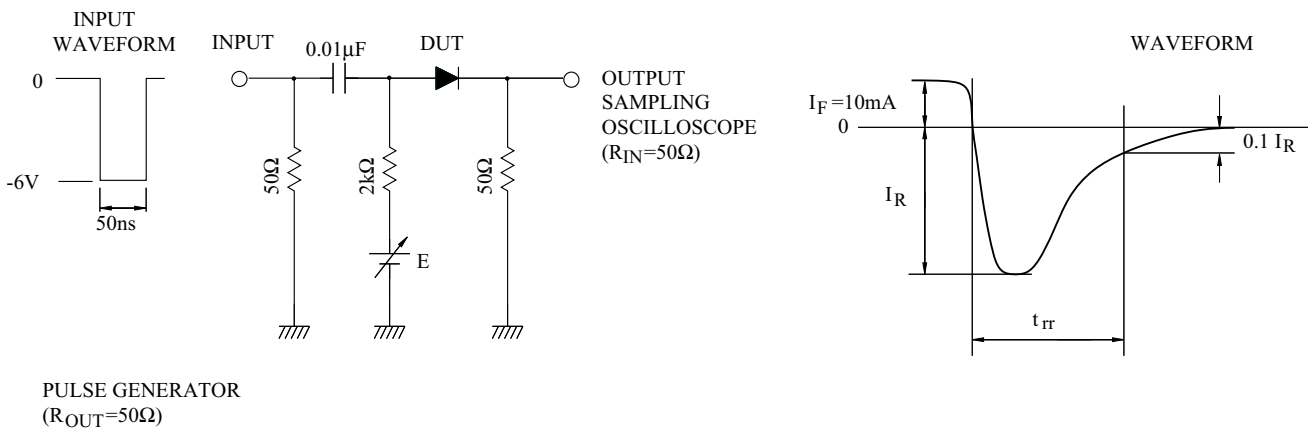 INPUT
WAVEFORM
0
-6V
50ns
INPUT
0.01μF
DUT
50Ω
2kΩ
E
50Ω
OUTPUT
SAMPLING
OSCILLOSCOPE
(RIN=50Ω)
PULSE GENERATOR
(ROUT=50Ω)
WAVEFORM
IF=10mA
0
IR
0.1 IR
trr